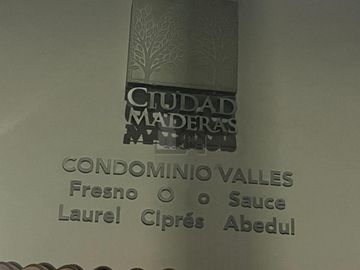 CIUDAD
MADERAS
CONDOMINIO VALLES
Fresno O o Sauce
Laurel Ciprés Abedul